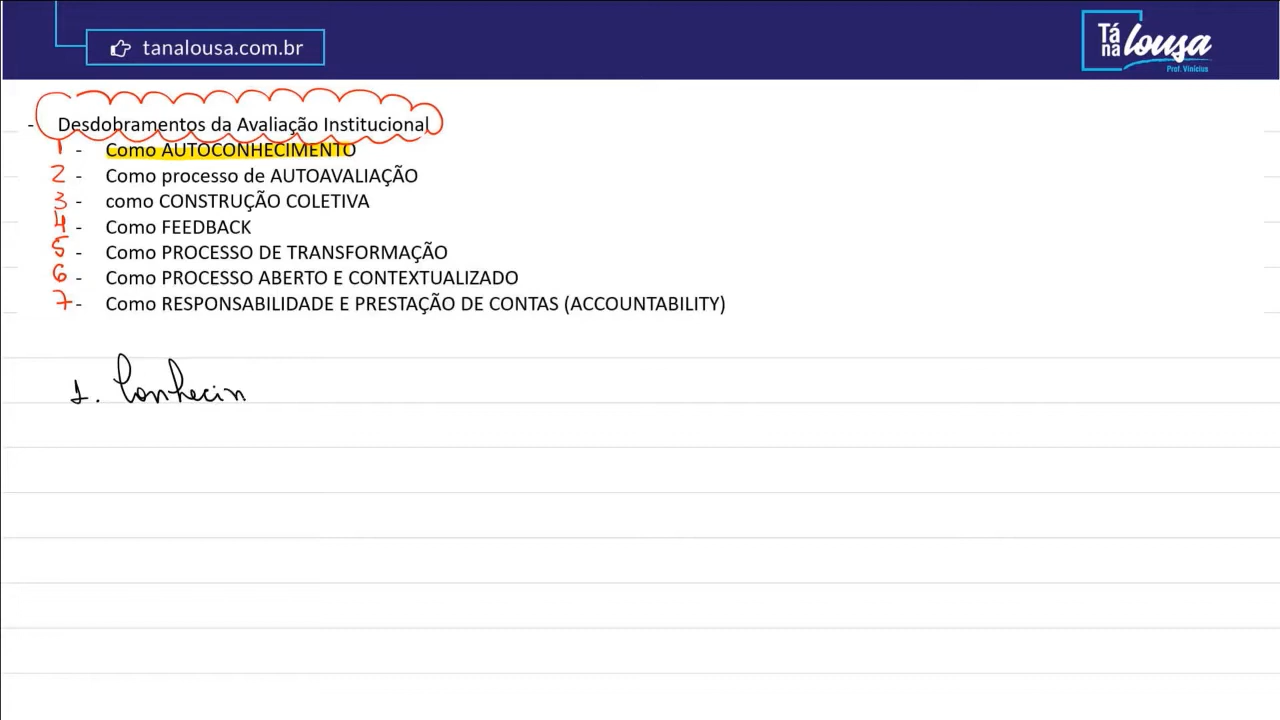 tanalousa.com.br
Tá na lousa
Prof. Vinícius
- Desdobramentos da Avaliação Institucional
1 - Como AUTOCONHECIMENTO
2 - Como processo de AUTOAVALIAÇÃO
3 - como CONSTRUÇÃO COLETIVA
4 - Como FEEDBACK
5 - Como PROCESSO DE TRANSFORMAÇÃO
6 - Como PROCESSO ABERTO E CONTEXTUALIZADO
7 - Como RESPONSABILIDADE E PRESTAÇÃO DE CONTAS (ACCOUNTABILITY)
1. Conhecin